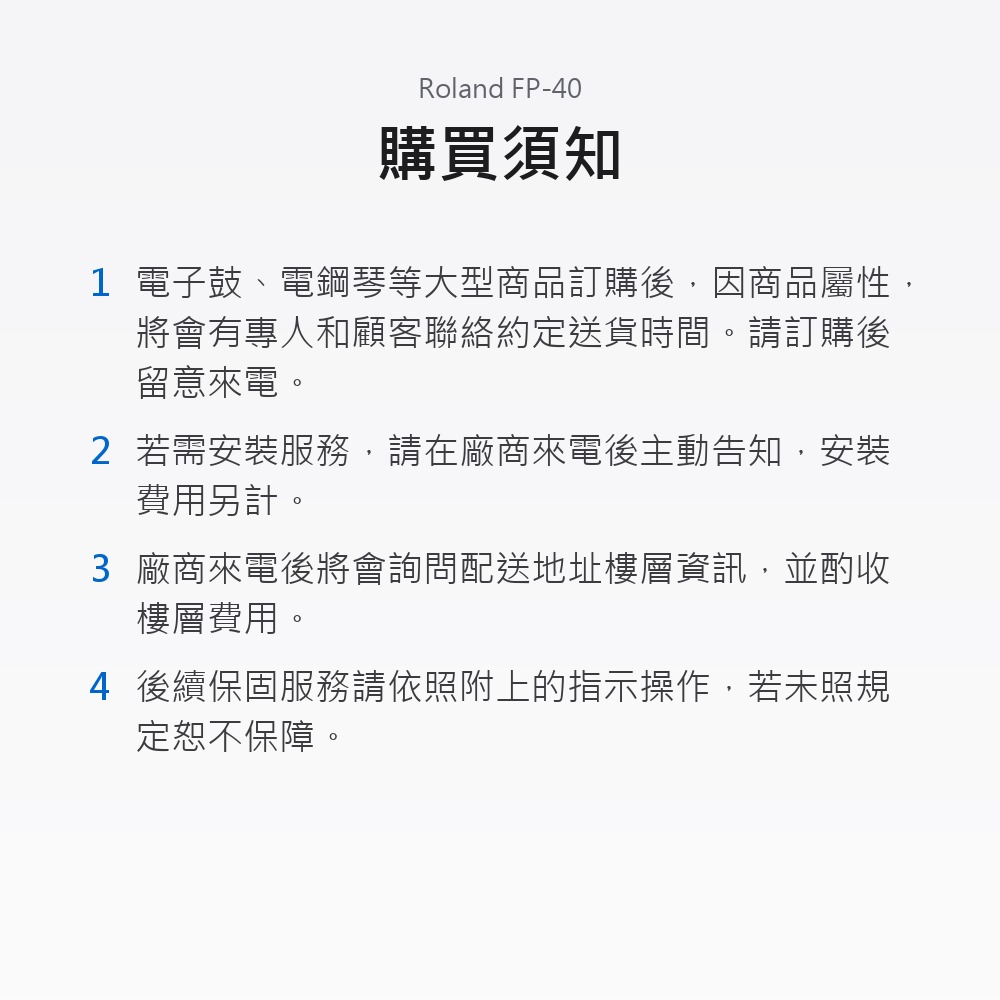 Roland FP-40
購買須知
1 電子鼓、電鋼琴等大型商品訂購後，因商品屬性，
將會有專人和顧客聯絡約定送貨時間。請訂購後
留意來電。
2 若需安裝服務，請在廠商來電後主動告知，安裝
費用另計。
3 廠商來電後將會詢問配送地址樓層資訊，並酌收
樓層費用。
4 後續保固服務請依照附上的指示操作，若未照規
定恕不保障。